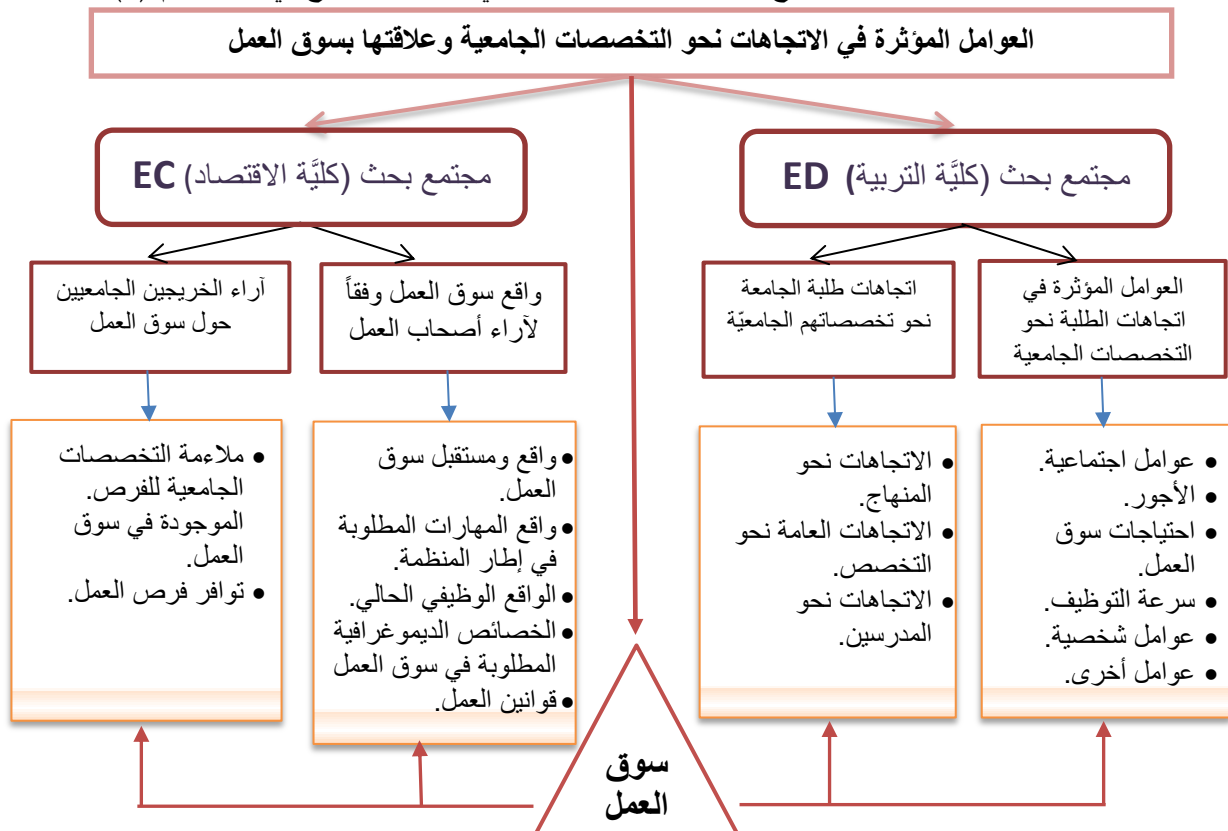 العوامل المؤثرة في الاتجاهات نحو التخصصات الجامعية وعلاقتها بسوق العمل
مجتمع بحث (كليَّة التربية) ED
مجتمع بحث (كليَّة الاقتصاد) EC
العوامل المؤثرة في
اتجاهات الطلبة نحو
التخصصات الجامعية
اتجاهات طلبة الجامعة
نحو تخصصاتهم الجامعيّة
واقع سوق العمل وفقاً
لآراء أصحاب العمل
آراء الخريجين الجامعيين
حول سوق العمل
• عوامل اجتماعية.
• الأجور.
• احتياجات سوق
العمل.
• سرعة التوظيف.
• عوامل شخصية.
• عوامل أخرى.
• الاتجاهات نحو
المنهاج.
• الاتجاهات العامة نحو
التخصص.
• الاتجاهات نحو
المدرسين.
• واقع ومستقبل سوق
العمل.
• واقع المهارات المطلوبة
في إطار المنظمة.
• الواقع الوظيفي الحالي.
• الخصائص الديموغرافية
المطلوبة في سوق العمل
• قوانين العمل.
• ملاءمة التخصصات
الجامعية للفرص.
الموجودة في سوق
العمل.
• توافر فرص العمل.
سوق
العمل